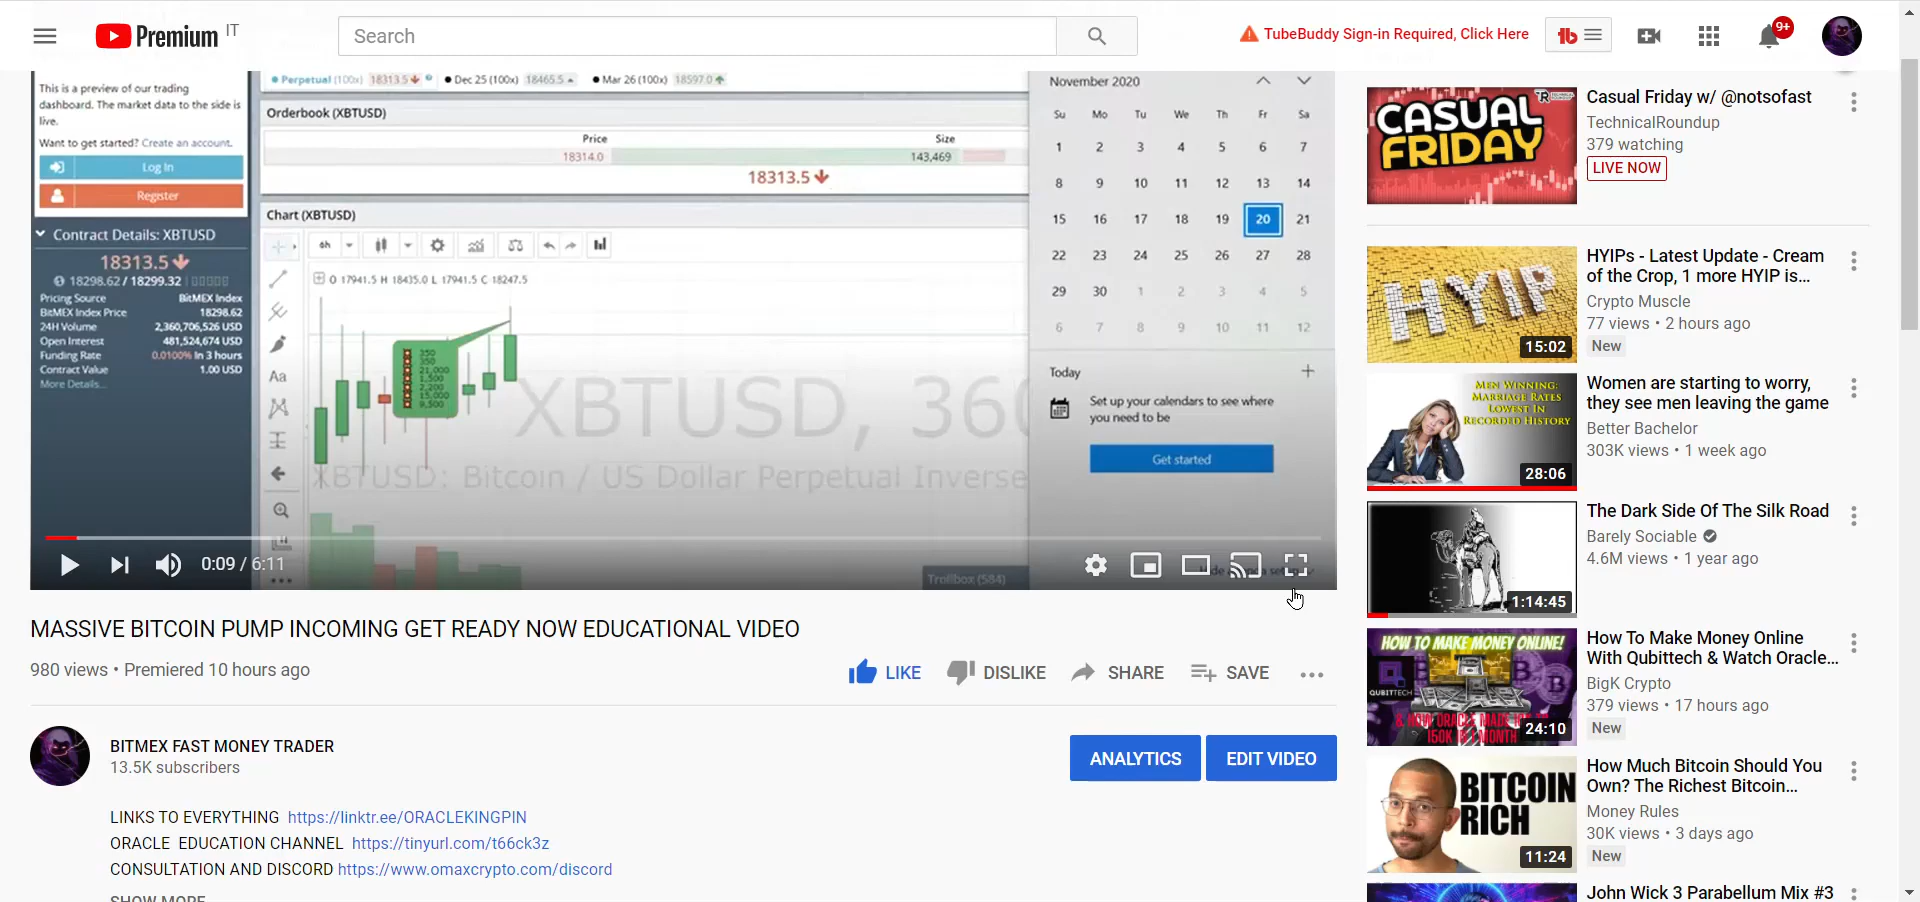 Premium IT
Search
TubeBuddy Sign-in Required, Click Here
tb
9+
This is a preview of our trading
dashboard. The market data to the side is
live.
Want to get started? Create an account.
Log In
Register
Contract Details: XBTUSD
18313.5
18298.62 / 18299.32
Pricing Source BitMEX Index
BitMEX Index Price 18298.62
24H Volume 2,360,706,526 USD
Open Interest 481,524,674 USD
Funding Rate 0.0100% In 3 hours
Contract Value 1.00 USD
More Details...
Perpetual (100x) 18313.5 Dec 25 (100x) 18465.5 Mar 26 (100x) 18597.0
Orderbook (XBTUSD)
Price Size
18314.0 143,469
18313.5
Chart (XBTUSD)
6h
O 17941.5 H 18435.0 L 17941.5 C 18247.5
350
350
21,000
1,500
2,200
15,000
9,500
Aa
XBTUSD, 360
XBTUSD: Bitcoin / US Dollar Perpetual Inverse
Trollbox (584)
November 2020
Su Mo Tu We Th Fr Sa
1 2 3 4 5 6 7
8 9 10 11 12 13 14
15 16 17 18 19 20 21
22 23 24 25 26 27 28
29 30 1 2 3 4 5
6 7 8 9 10 11 12
Today
Set up your calendars to see where
you need to be
Get started
0:09 / 6:11
MASSIVE BITCOIN PUMP INCOMING GET READY NOW EDUCATIONAL VIDEO
980 views • Premiered 10 hours ago
LIKE DISLIKE SHARE SAVE
BITMEX FAST MONEY TRADER
13.5K subscribers
ANALYTICS EDIT VIDEO
LINKS TO EVERYTHING https://linktr.ee/ORACLEKINGPIN
ORACLE EDUCATION CHANNEL https://tinyurl.com/t66ck3z
CONSULTATION AND DISCORD https://www.omaxcrypto.com/discord
SHOW MORE
CASUAL
FRIDAY
Casual Friday w/ @notsofast
TechnicalRoundup
379 watching
LIVE NOW
HYIP
15:02
HYIPs - Latest Update - Cream
of the Crop, 1 more HYIP is...
Crypto Muscle
77 views • 2 hours ago
New
MEN WINNING:
MARRIAGE RATES
LOWEST IN
RECORDED HISTORY
28:06
Women are starting to worry,
they see men leaving the game
Better Bachelor
303K views • 1 week ago
1:14:45
The Dark Side Of The Silk Road
Barely Sociable
4.6M views • 1 year ago
HOW TO MAKE MONEY ONLINE!
QUBITTECH
24:10
How To Make Money Online
With Qubittech & Watch Oracle...
BigK Crypto
379 views • 17 hours ago
New
BITCOIN
RICH
11:24
How Much Bitcoin Should You
Own? The Richest Bitcoin...
Money Rules
30K views • 3 days ago
New
John Wick 3 Parabellum Mix #3